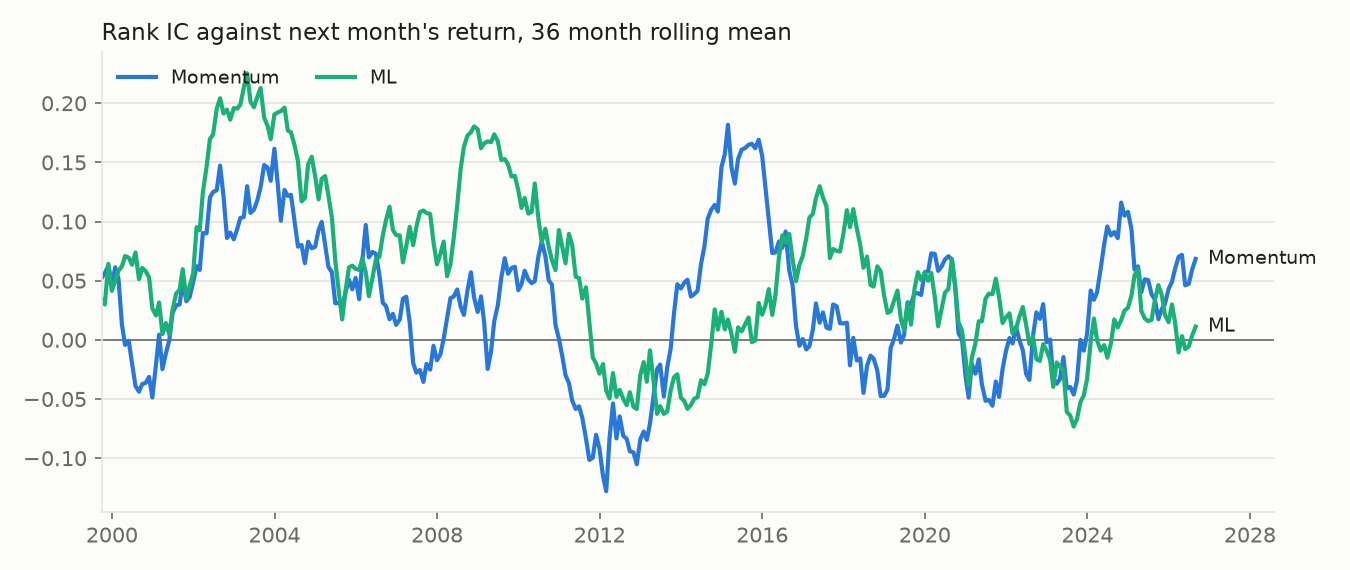 Rank IC against next month's return, 36 month rolling mean
Momentum ML
0.20
0.15
0.10
0.05
0.00
−0.05
−0.10
Momentum
ML
2000 2004 2008 2012 2016 2020 2024 2028